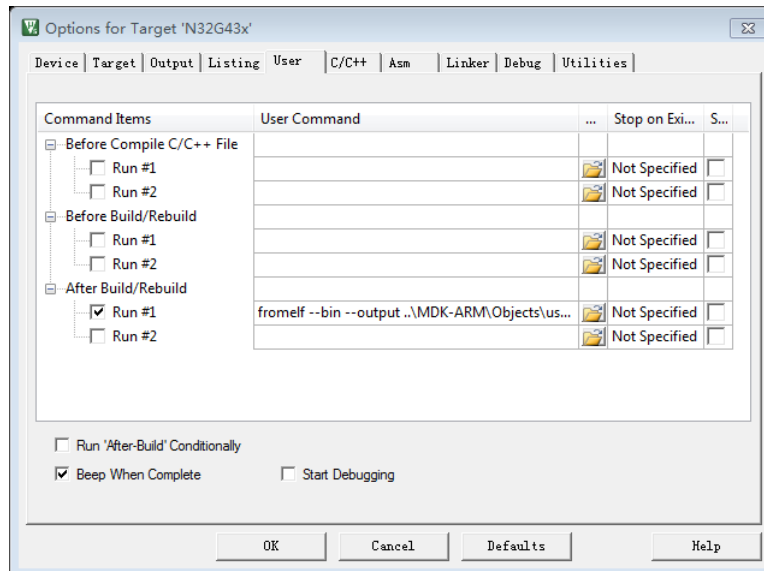 Options for Target 'N32G43x'
Device Target Output Listing User C/C++ Asm Linker Debug Utilities
Command Items User Command ... Stop on Exi... S...
Before Compile C/C++ File
Run #1 Not Specified
Run #2 Not Specified
Before Build/Rebuild
Run #1 Not Specified
Run #2 Not Specified
After Build/Rebuild
Run #1 fromelf --bin --output ..\MDK-ARM\Objects\us... Not Specified
Run #2 Not Specified
Run 'After-Build' Conditionally
Beep When Complete Start Debugging
OK Cancel Defaults Help